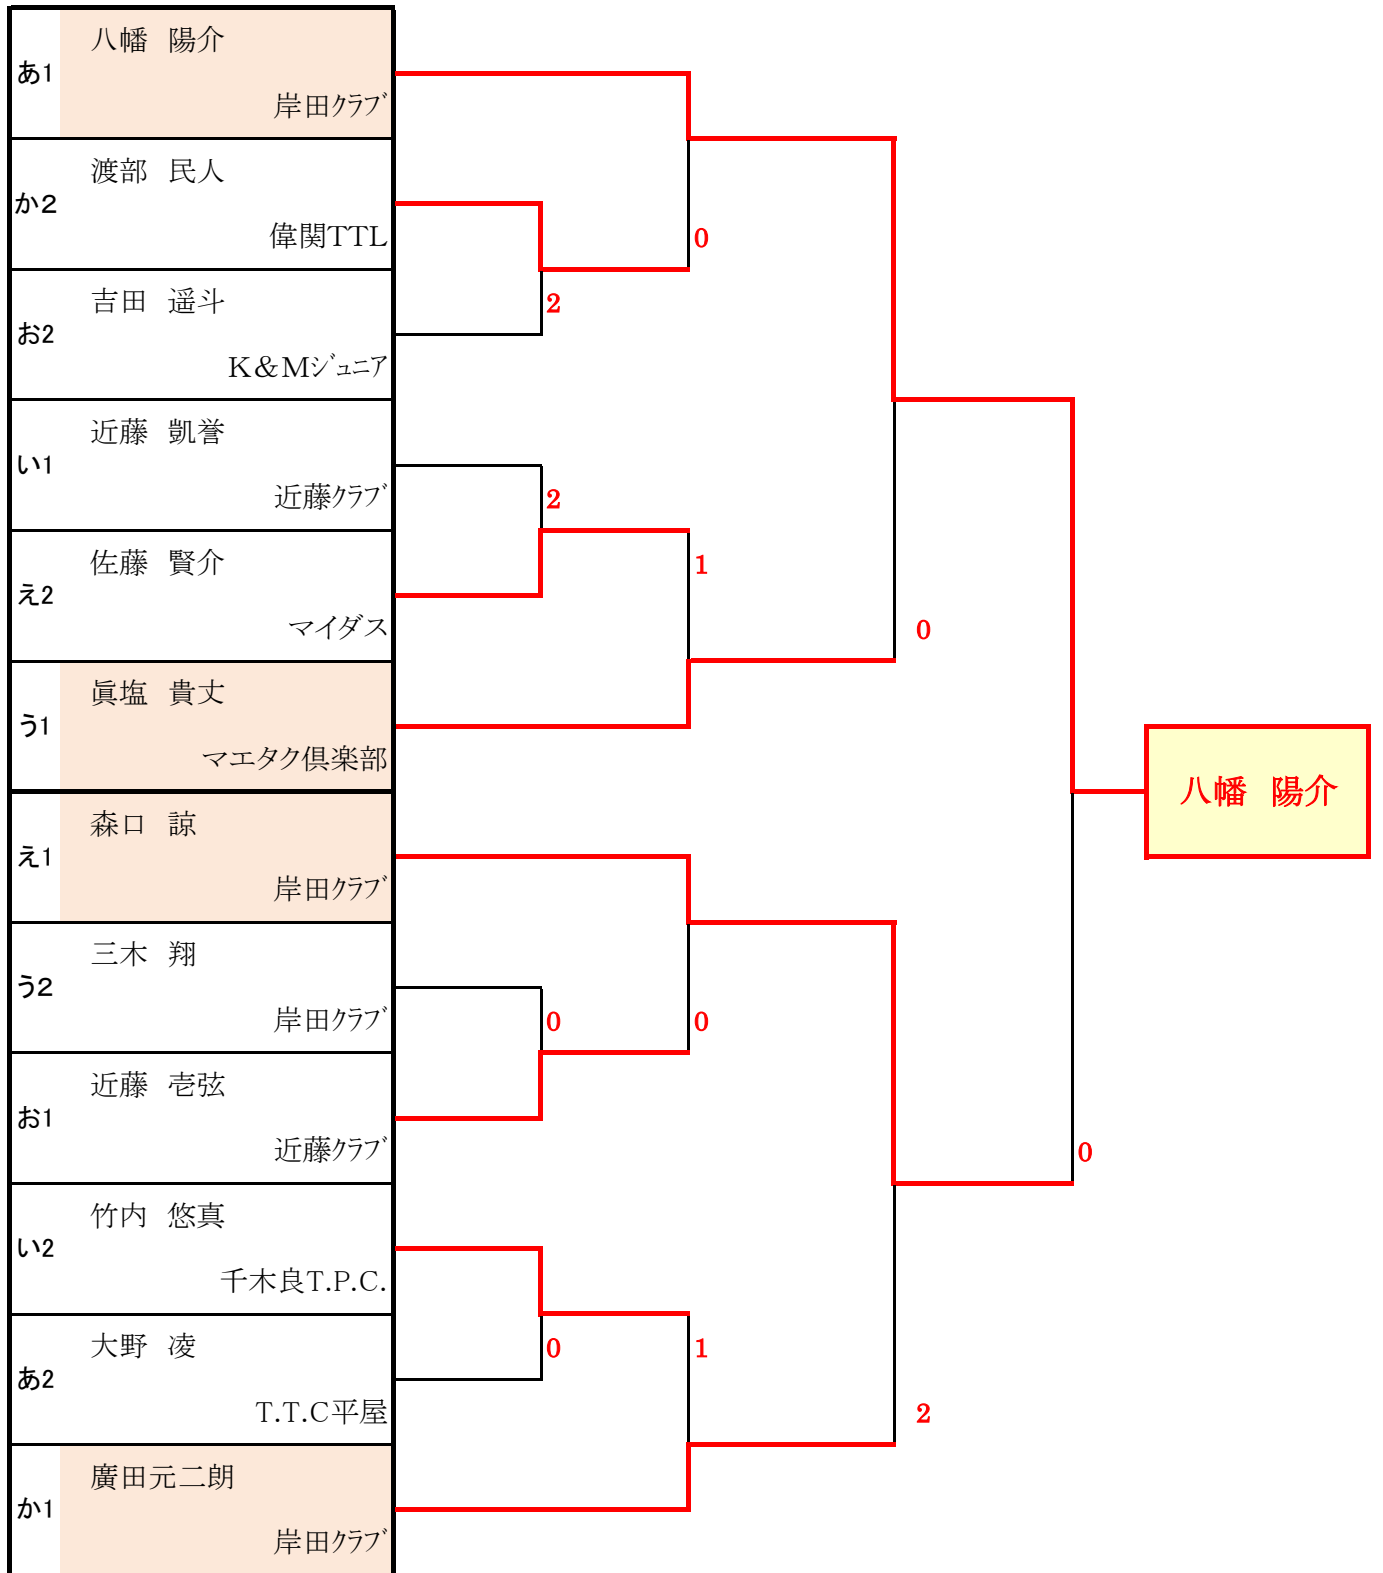 あ1
八幡　陽介
岸田ｸﾗﾌﾞ
か2
渡部　民人
偉関TTL
0
お2
吉田　遥斗
K&Mｼﾞｭﾆｱ
2
い1
近藤　凱誉
近藤ｸﾗﾌﾞ
2
え2
佐藤　賢介
マイダス
1
0
う1
眞塩　貴丈
マエタク倶楽部
八幡　陽介
え1
森口　諒
岸田ｸﾗﾌﾞ
う2
三木　翔
岸田ｸﾗﾌﾞ
0
0
お1
近藤　壱弦
近藤ｸﾗﾌﾞ
0
い2
竹内　悠真
千木良T.P.C.
あ2
大野　凌
T.T.C平屋
0
1
2
か1
廣田元二朗
岸田ｸﾗﾌﾞ